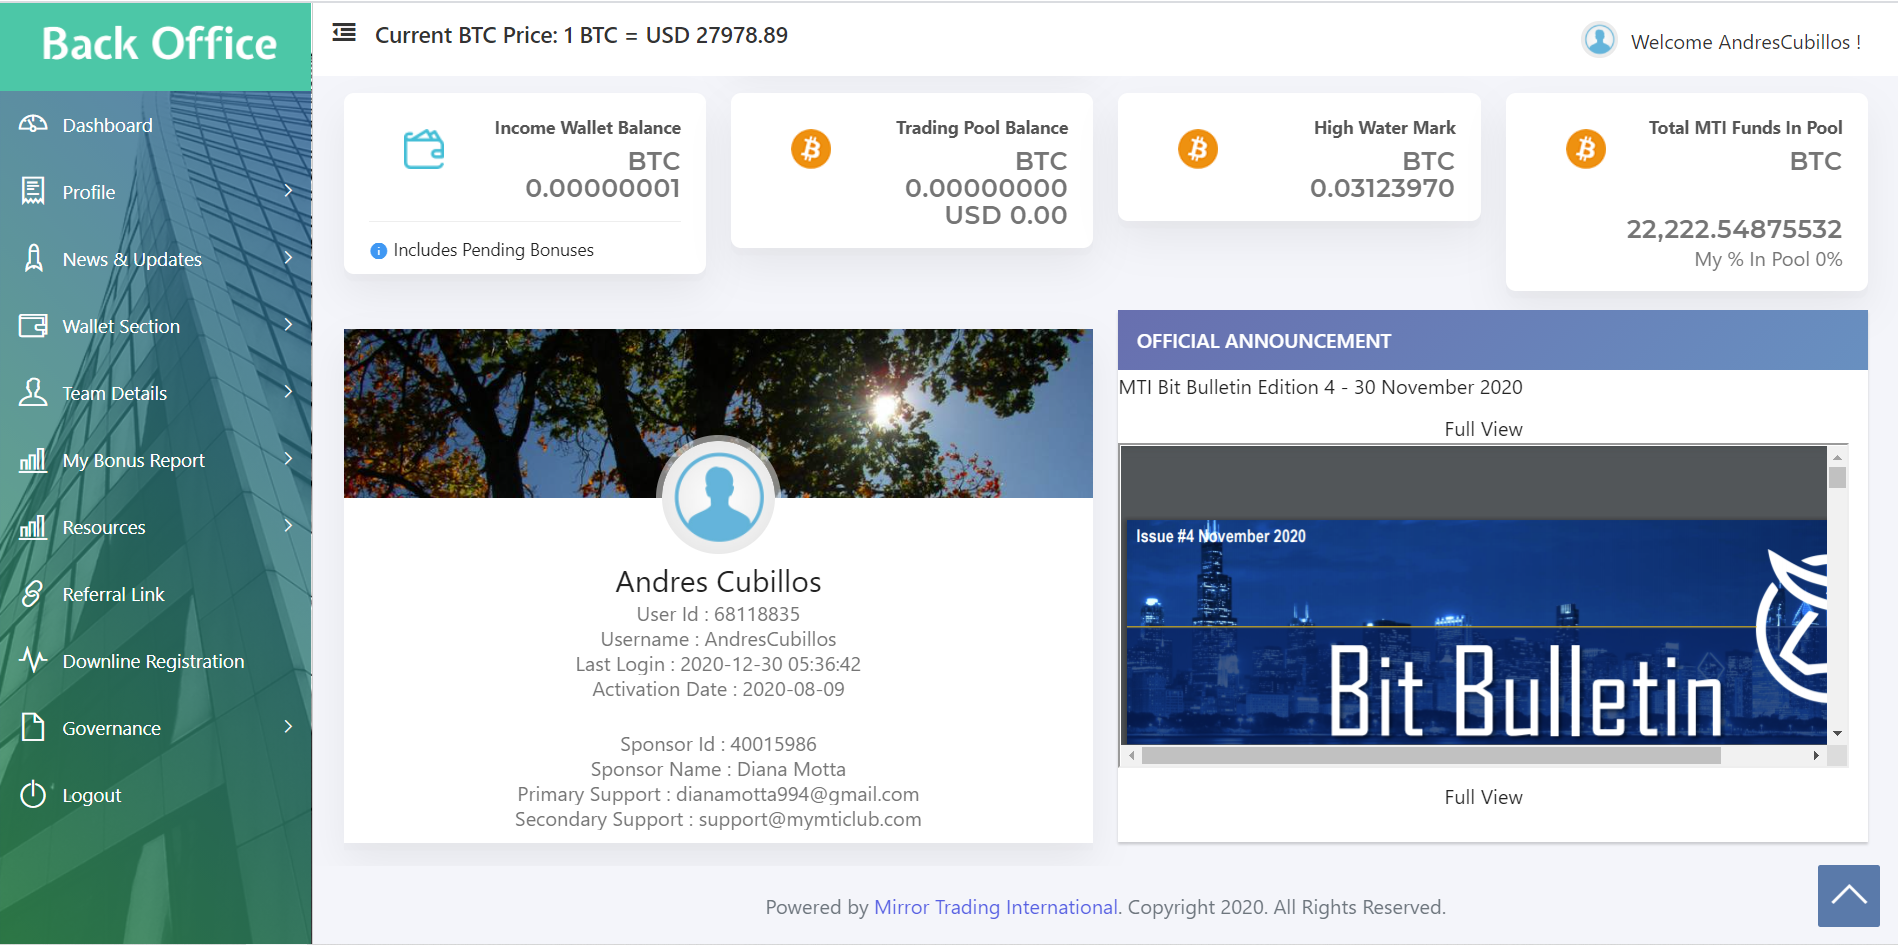 Back Office
Current BTC Price: 1 BTC = USD 27978.89
Welcome AndresCubillos !
Dashboard
Profile
News & Updates
Wallet Section
Team Details
My Bonus Report
Resources
Referral Link
Downline Registration
Governance
Logout
Income Wallet Balance
BTC
0.00000001
Includes Pending Bonuses
Trading Pool Balance
BTC
0.00000000
USD 0.00
High Water Mark
BTC
0.03123970
Total MTI Funds In Pool
BTC
22,222.54875532
My % In Pool 0%
Andres Cubillos
User Id : 68118835
Username : AndresCubillos
Last Login : 2020-12-30 05:36:42
Activation Date : 2020-08-09
Sponsor Id : 40015986
Sponsor Name : Diana Motta
Primary Support : dianamotta994@gmail.com
Secondary Support : support@mymticlub.com
OFFICIAL ANNOUNCEMENT
MTI Bit Bulletin Edition 4 - 30 November 2020
Full View
Issue #4 November 2020
Bit Bulletin
Full View
Powered by Mirror Trading International. Copyright 2020. All Rights Reserved.